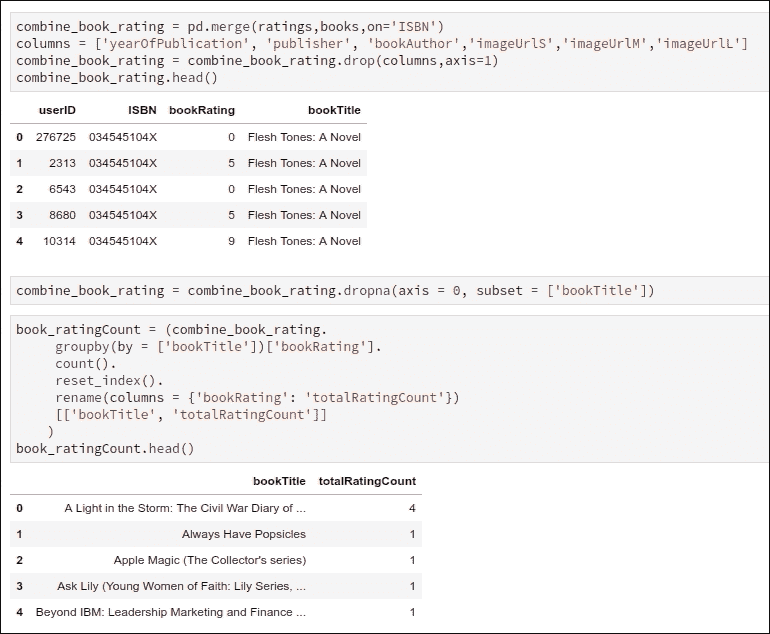 combine_book_rating = pd.merge(ratings,books,on='ISBN')
columns = ['yearOfPublication', 'publisher', 'bookAuthor','imageUrlS','imageUrlM','imageUrlL']
combine_book_rating = combine_book_rating.drop(columns,axis=1)
combine_book_rating.head()
userID ISBN bookRating bookTitle
0 276725 034545104X 0 Flesh Tones: A Novel
1 2313 034545104X 5 Flesh Tones: A Novel
2 6543 034545104X 0 Flesh Tones: A Novel
3 8680 034545104X 5 Flesh Tones: A Novel
4 10314 034545104X 9 Flesh Tones: A Novel
combine_book_rating = combine_book_rating.dropna(axis = 0, subset = ['bookTitle'])
book_ratingCount = (combine_book_rating.
groupby(by = ['bookTitle'])['bookRating'].
count().
reset_index().
rename(columns = {'bookRating': 'totalRatingCount'})
[['bookTitle', 'totalRatingCount']]
)
book_ratingCount.head()
bookTitle totalRatingCount
0 A Light in the Storm: The Civil War Diary of ... 4
1 Always Have Popsicles 1
2 Apple Magic (The Collector's series) 1
3 Ask Lily (Young Women of Faith: Lily Series, ... 1
4 Beyond IBM: Leadership Marketing and Finance ... 1